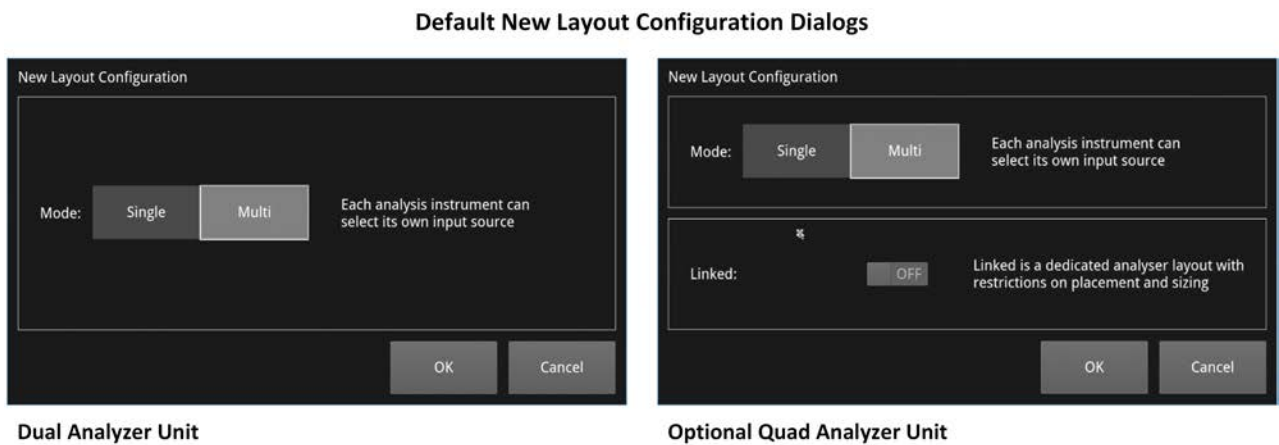 Default New Layout Configuration Dialogs
New Layout Configuration
Mode:
Single
Multi
Each analysis instrument can
select its own input source
OK
Cancel
Dual Analyzer Unit
New Layout Configuration
Mode:
Single
Multi
Each analysis instrument can
select its own input source
Linked:
OFF
Linked is a dedicated analyser layout with
restrictions on placement and sizing
OK
Cancel
Optional Quad Analyzer Unit